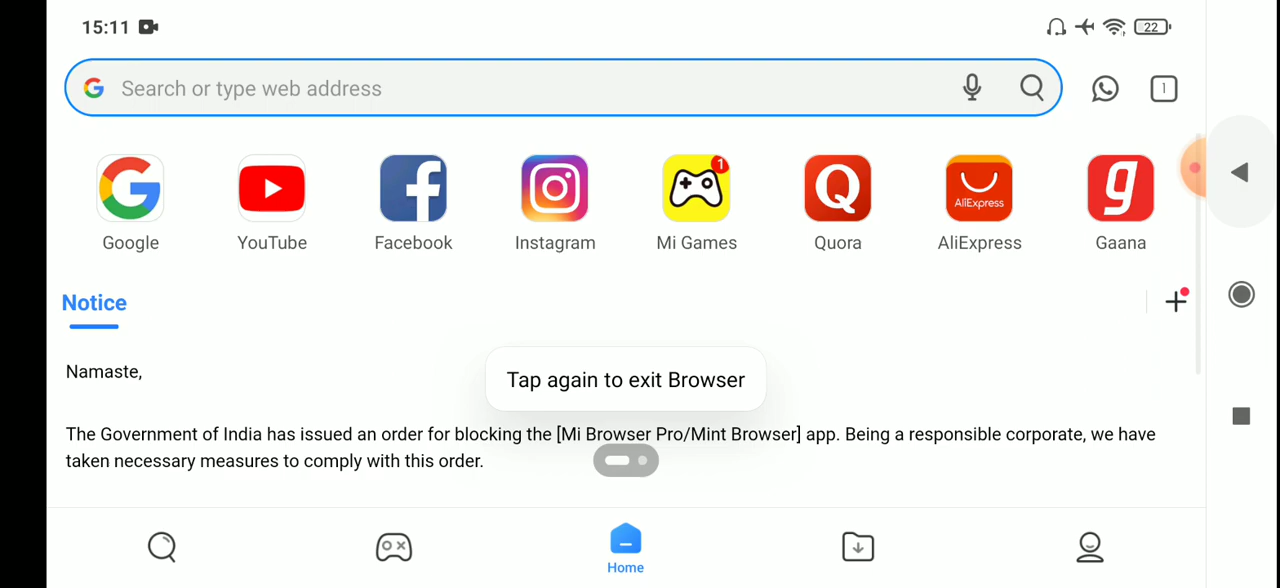 15:11
22
Search or type web address
1
1
AliExpress
Google YouTube Facebook Instagram Mi Games Quora AliExpress Gaana
Notice
Namaste,
Tap again to exit Browser
The Government of India has issued an order for blocking the [Mi Browser Pro/Mint Browser] app. Being a responsible corporate, we have
taken necessary measures to comply with this order.
Home